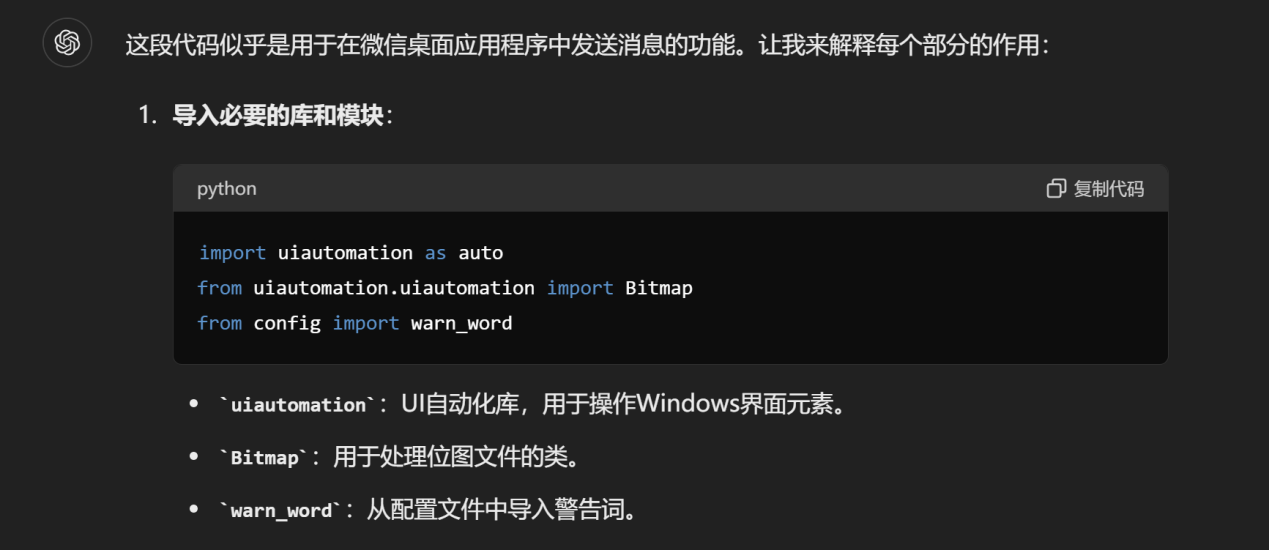 这段代码似乎是用于在微信桌面应用程序中发送消息的功能。让我来解释每个部分的作用：
1. 导入必要的库和模块：
python 复制代码
import uiautomation as auto
from uiautomation.uiautomation import Bitmap
from config import warn_word
• `uiautomation`：UI自动化库，用于操作Windows界面元素。
• `Bitmap`：用于处理位图文件的类。
• `warn_word`：从配置文件中导入警告词。